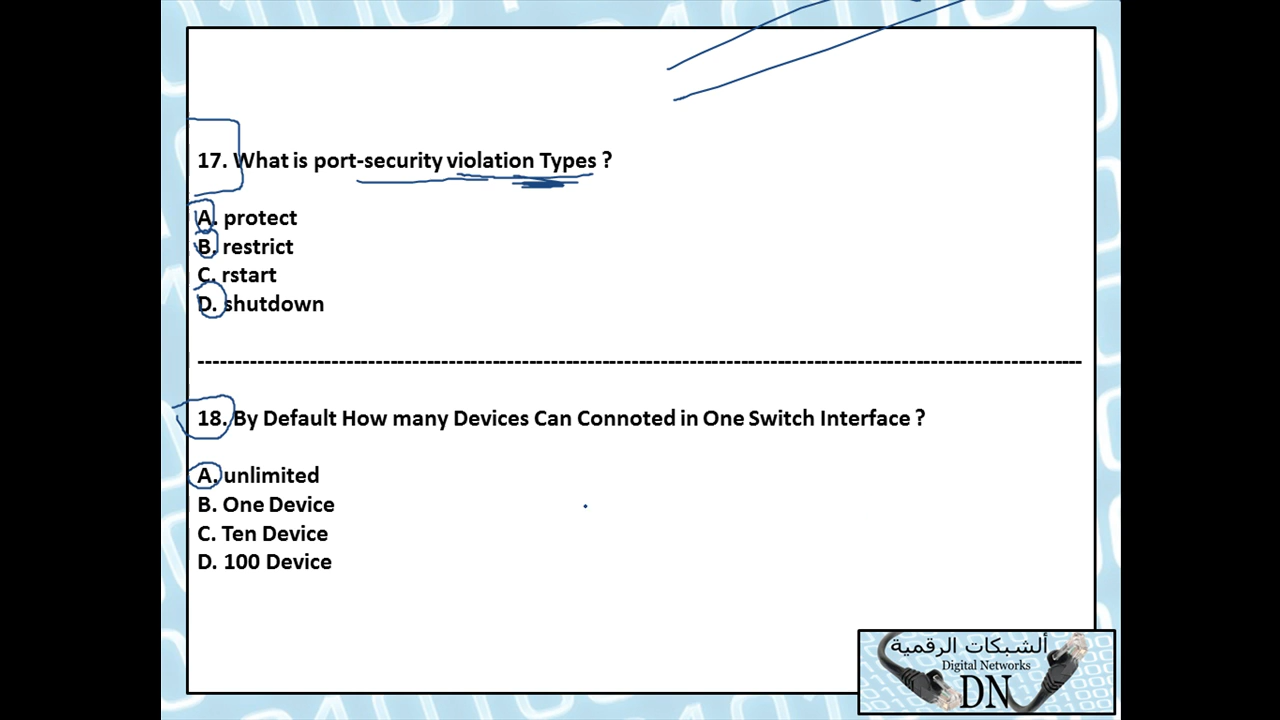 17. What is port-security violation Types ?
A. protect
B. restrict
C. rstart
D. shutdown
--------------------------------------------------------------------------------------------------------------------
18. By Default How many Devices Can Connoted in One Switch Interface ?
A. unlimited
B. One Device
C. Ten Device
D. 100 Device
ألشبكات الرقمية
Digital Networks
DN